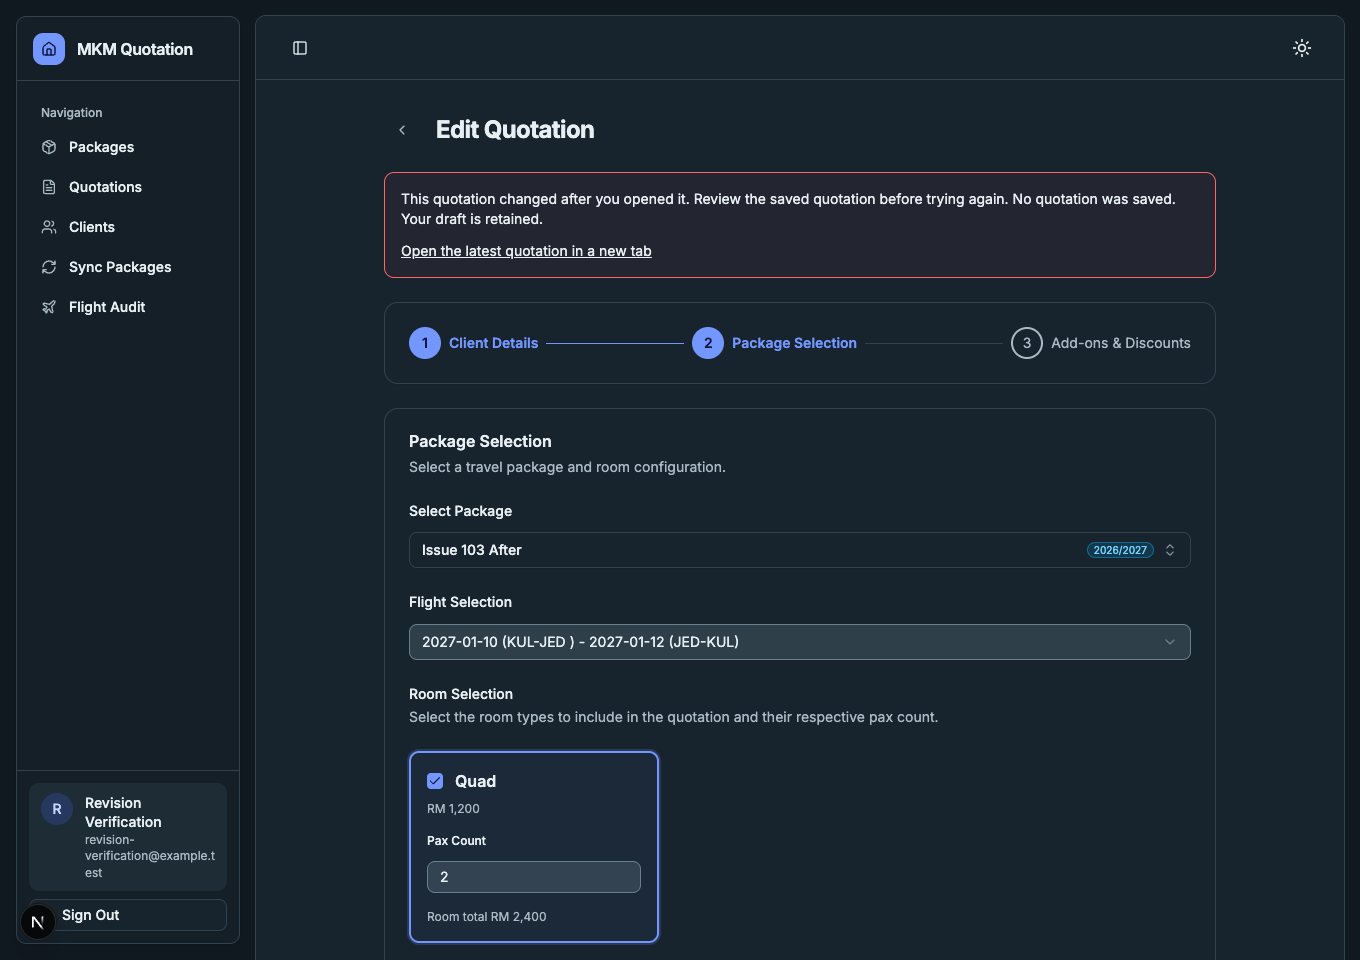 MKM Quotation
Navigation
Packages
Quotations
Clients
Sync Packages
Flight Audit
R
Revision
Verification
revision-
verification@example.t
est
N
Sign Out
Edit Quotation
This quotation changed after you opened it. Review the saved quotation before trying again. No quotation was saved.
Your draft is retained.
Open the latest quotation in a new tab
1 Client Details
2 Package Selection
3 Add-ons & Discounts
Package Selection
Select a travel package and room configuration.
Select Package
Issue 103 After 2026/2027
Flight Selection
2027-01-10 (KUL-JED ) - 2027-01-12 (JED-KUL)
Room Selection
Select the room types to include in the quotation and their respective pax count.
Quad
RM 1,200
Pax Count
2
Room total RM 2,400